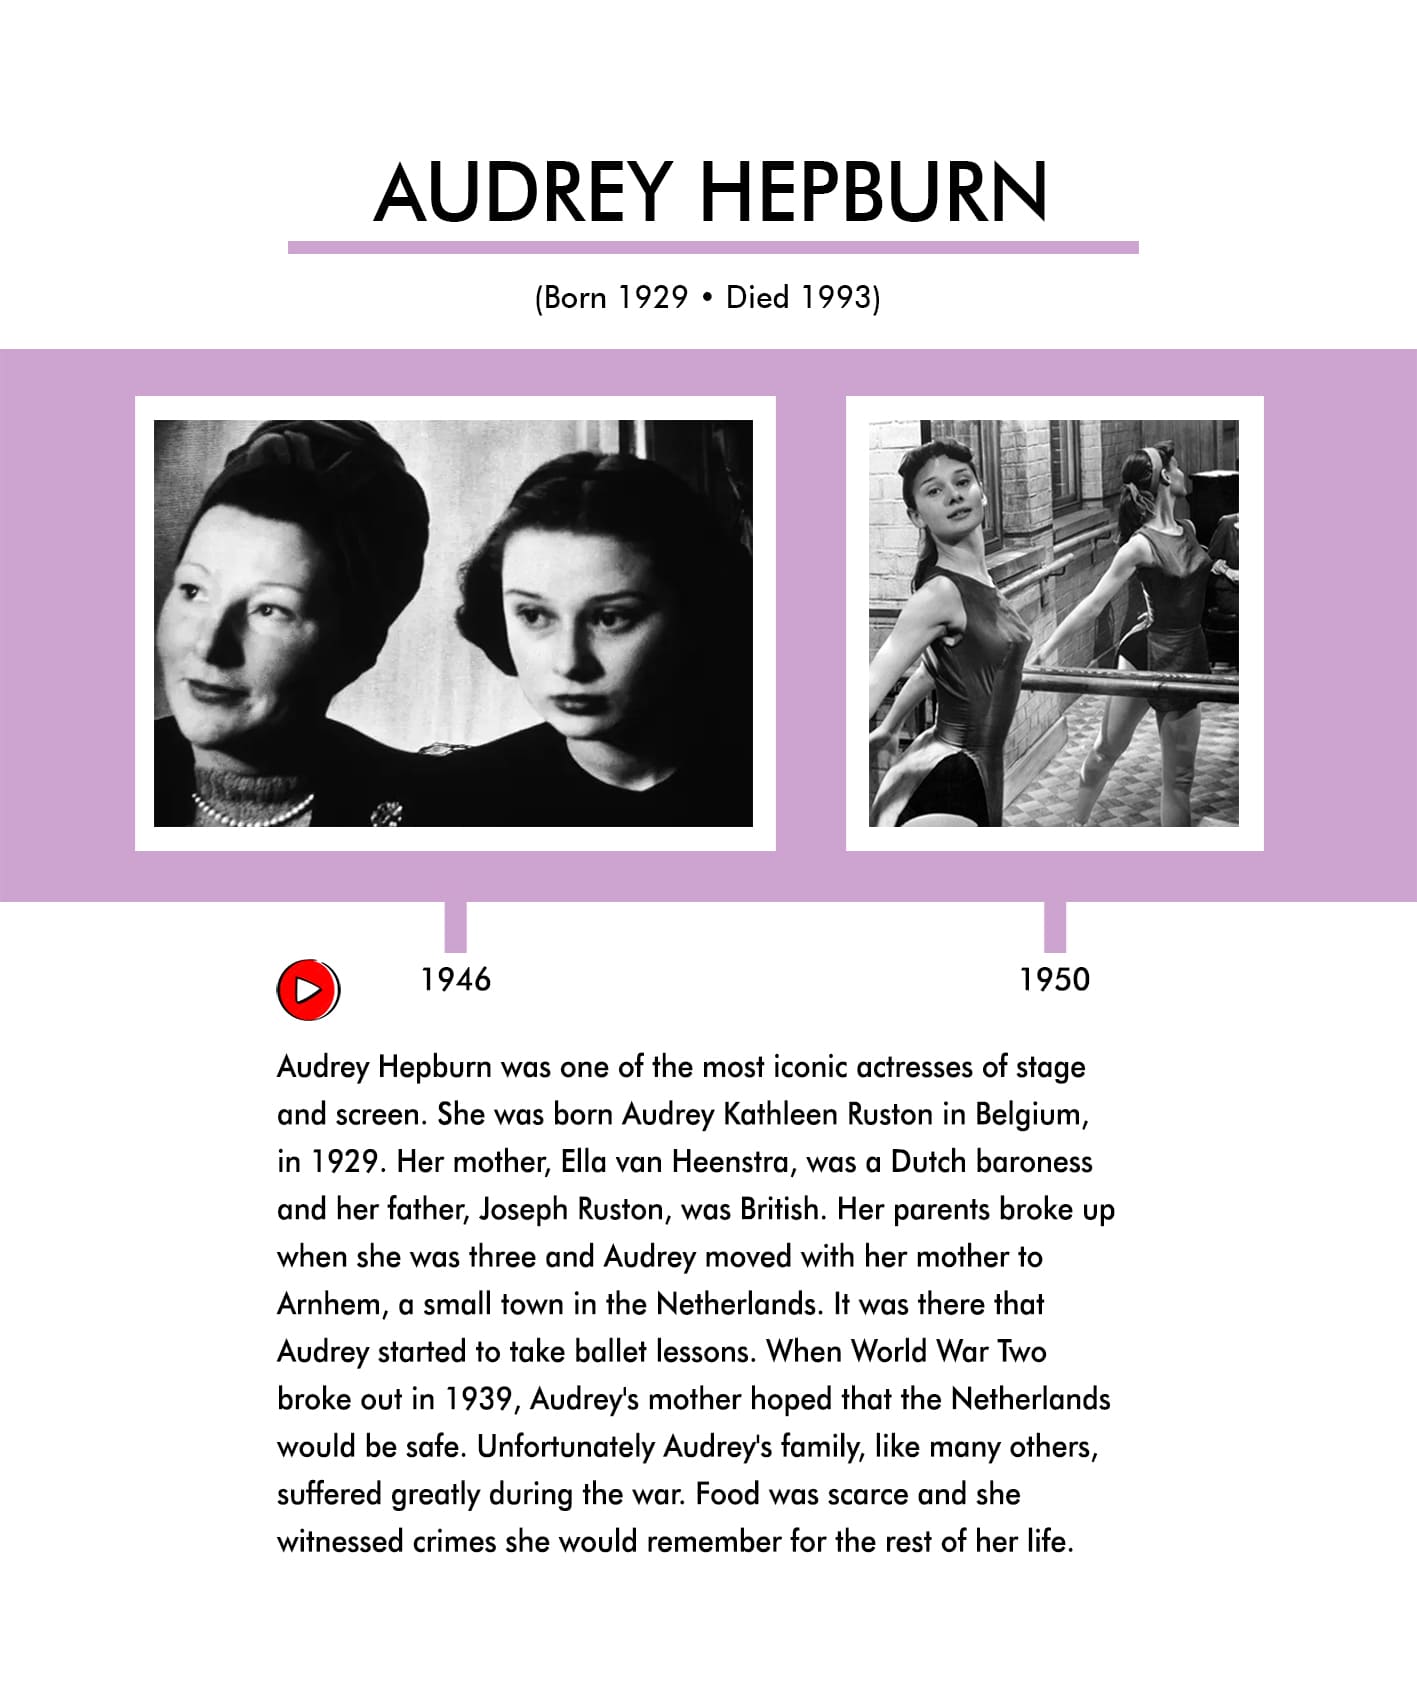 AUDREY HEPBURN
(Born 1929 • Died 1993)
1946
1950
Audrey Hepburn was one of the most iconic actresses of stage
and screen. She was born Audrey Kathleen Ruston in Belgium,
in 1929. Her mother, Ella van Heenstra, was a Dutch baroness
and her father, Joseph Ruston, was British. Her parents broke up
when she was three and Audrey moved with her mother to
Arnhem, a small town in the Netherlands. It was there that
Audrey started to take ballet lessons. When World War Two
broke out in 1939, Audrey's mother hoped that the Netherlands
would be safe. Unfortunately Audrey's family, like many others,
suffered greatly during the war. Food was scarce and she
witnessed crimes she would remember for the rest of her life.